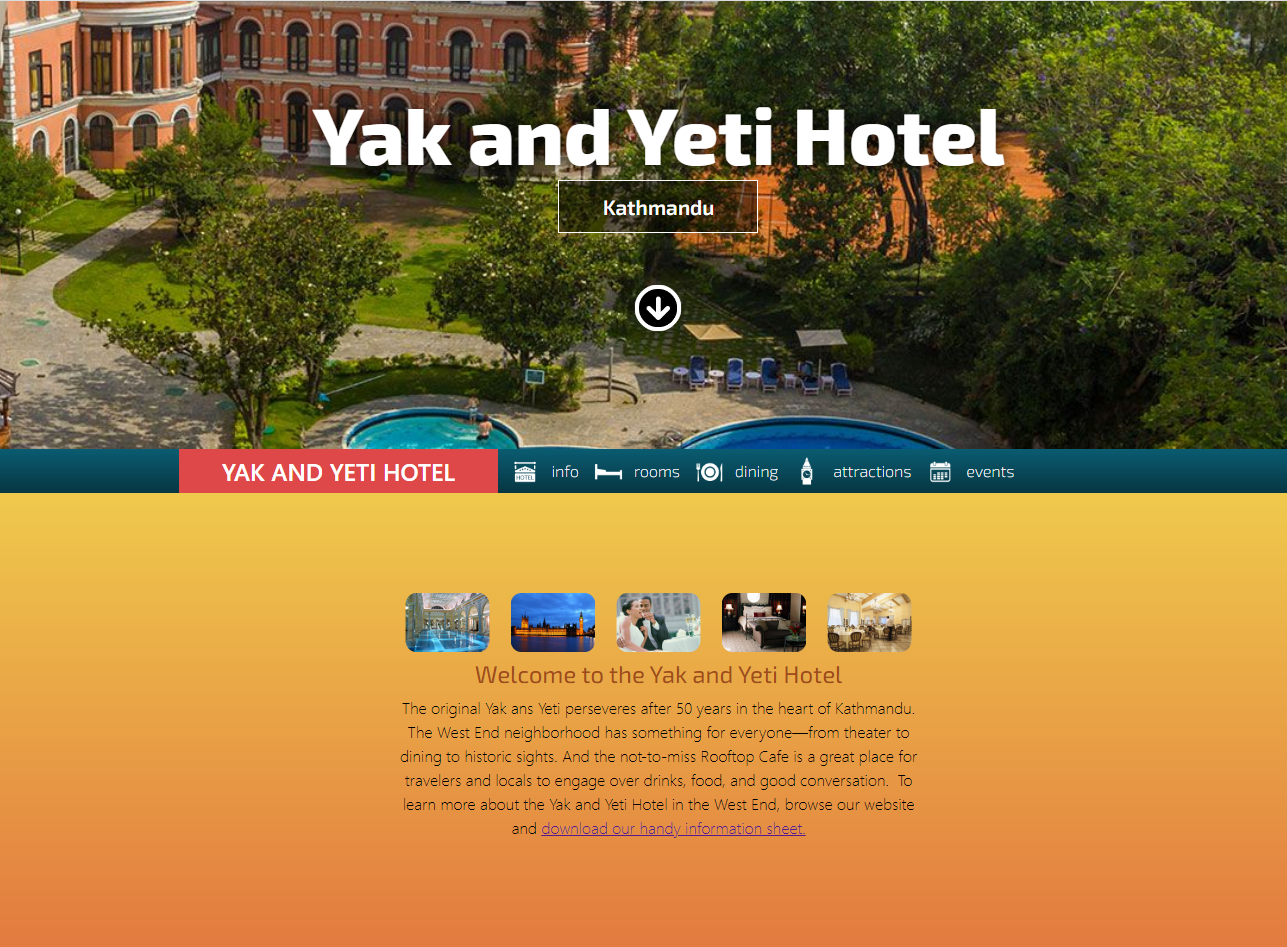 Yak and Yeti Hotel
Kathmandu
YAK AND YETI HOTEL
HOTEL
info
rooms
dining
attractions
events
Welcome to the Yak and Yeti Hotel
The original Yak ans Yeti perseveres after 50 years in the heart of Kathmandu.
The West End neighborhood has something for everyone—from theater to
dining to historic sights. And the not-to-miss Rooftop Cafe is a great place for
travelers and locals to engage over drinks, food, and good conversation.  To
learn more about the Yak and Yeti Hotel in the West End, browse our website
and download our handy information sheet.